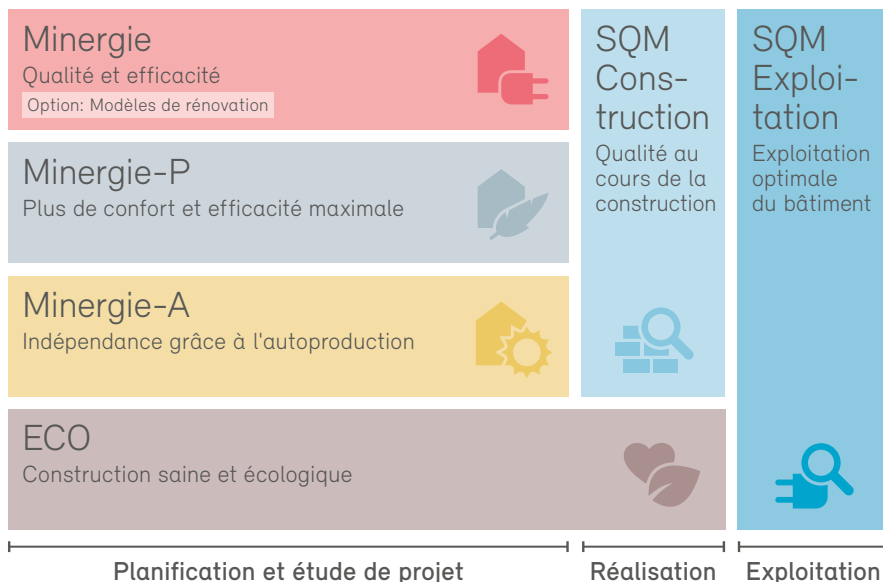 Minergie
Qualité et efficacité
Option: Modèles de rénovation
Minergie-P
Plus de confort et efficacité maximale
Minergie-A
Indépendance grâce à l'autoproduction
ECO
Construction saine et écologique
SQM
Cons-
truction
Qualité au
cours de la
construction
SQM
Exploi-
tation
Exploitation
optimale
du bâtiment
Planification et étude de projet
Réalisation
Exploitation